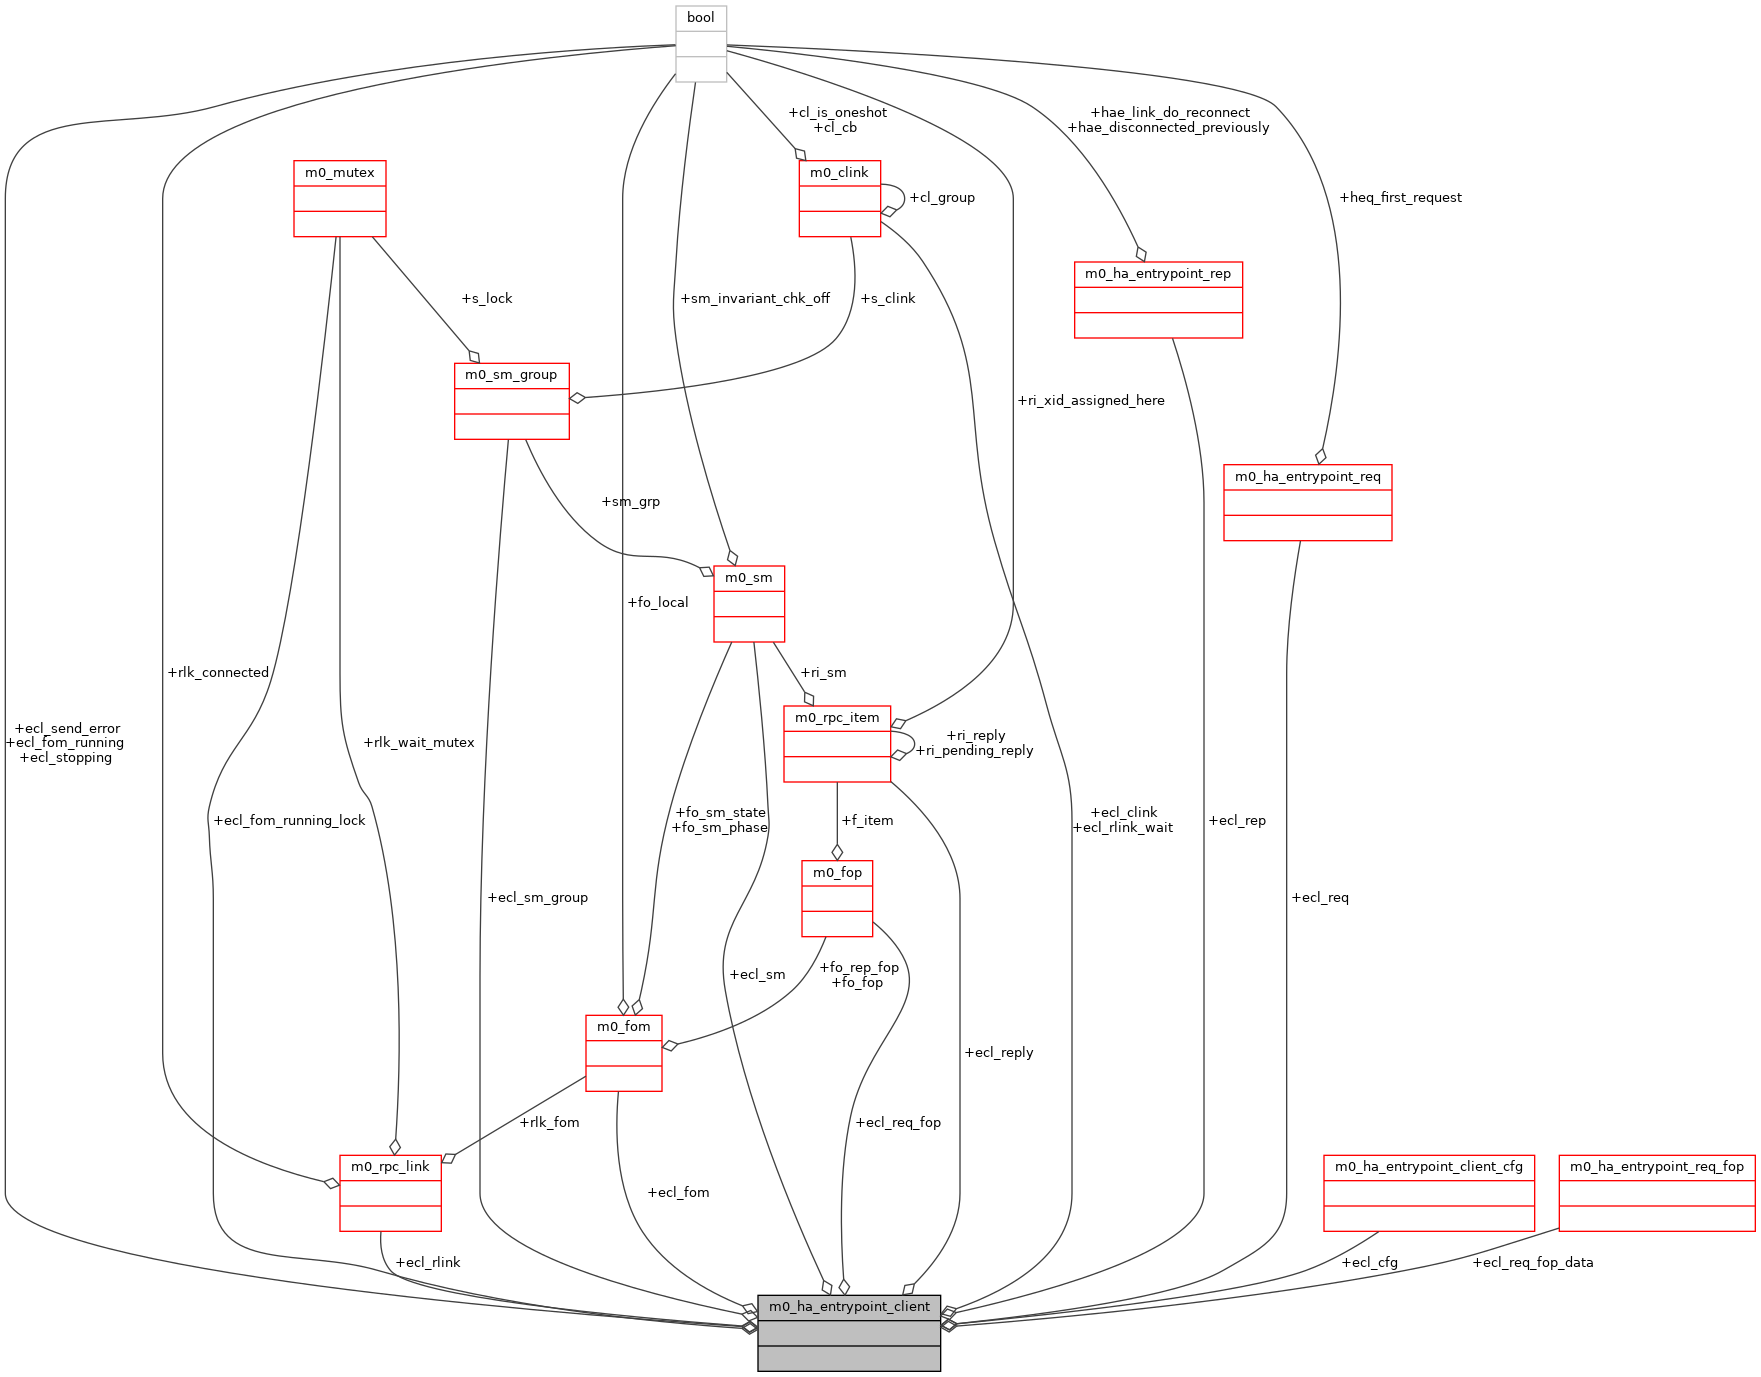 bool
+cl_is_oneshot
+cl_cb
+hae_link_do_reconnect
+hae_disconnected_previously
m0_mutex
m0_clink
+cl_group
+heq_first_request
m0_ha_entrypoint_rep
+s_lock
+sm_invariant_chk_off
+s_clink
m0_sm_group
+ri_xid_assigned_here
m0_ha_entrypoint_req
+sm_grp
m0_sm
+fo_local
+rlk_connected
+ri_sm
m0_rpc_item
+ecl_send_error
+ecl_fom_running
+ecl_stopping
+rlk_wait_mutex
+ri_reply
+ri_pending_reply
+ecl_fom_running_lock
+fo_sm_state
+fo_sm_phase
+f_item
+ecl_clink
+ecl_rlink_wait
+ecl_rep
m0_fop
+ecl_sm_group
+ecl_req
+ecl_sm
+fo_rep_fop
+fo_fop
m0_fom
+ecl_reply
+rlk_fom
+ecl_req_fop
m0_rpc_link
m0_ha_entrypoint_client_cfg
m0_ha_entrypoint_req_fop
+ecl_fom
+ecl_rlink
+ecl_cfg
+ecl_req_fop_data
m0_ha_entrypoint_client